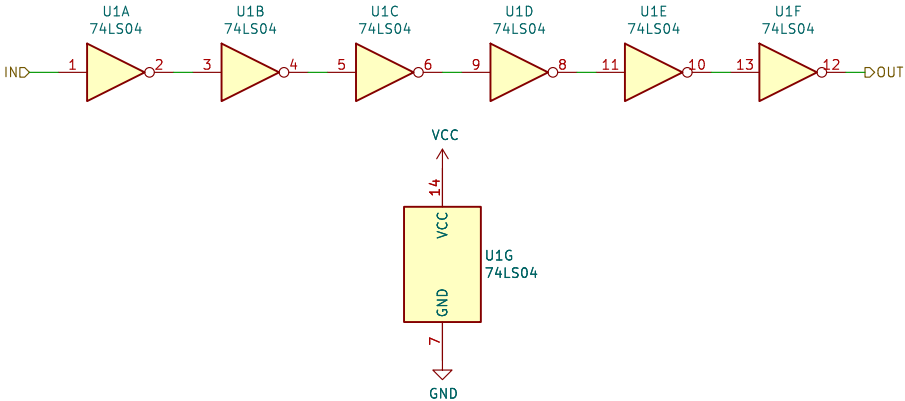 U1A
74LS04
U1B
74LS04
U1C
74LS04
U1D
74LS04
U1E
74LS04
U1F
74LS04
IN 1 2 3 4 5 6 9 8 11 10 13 12 OUT
VCC
14
VCC
U1G
74LS04
GND
7
GND